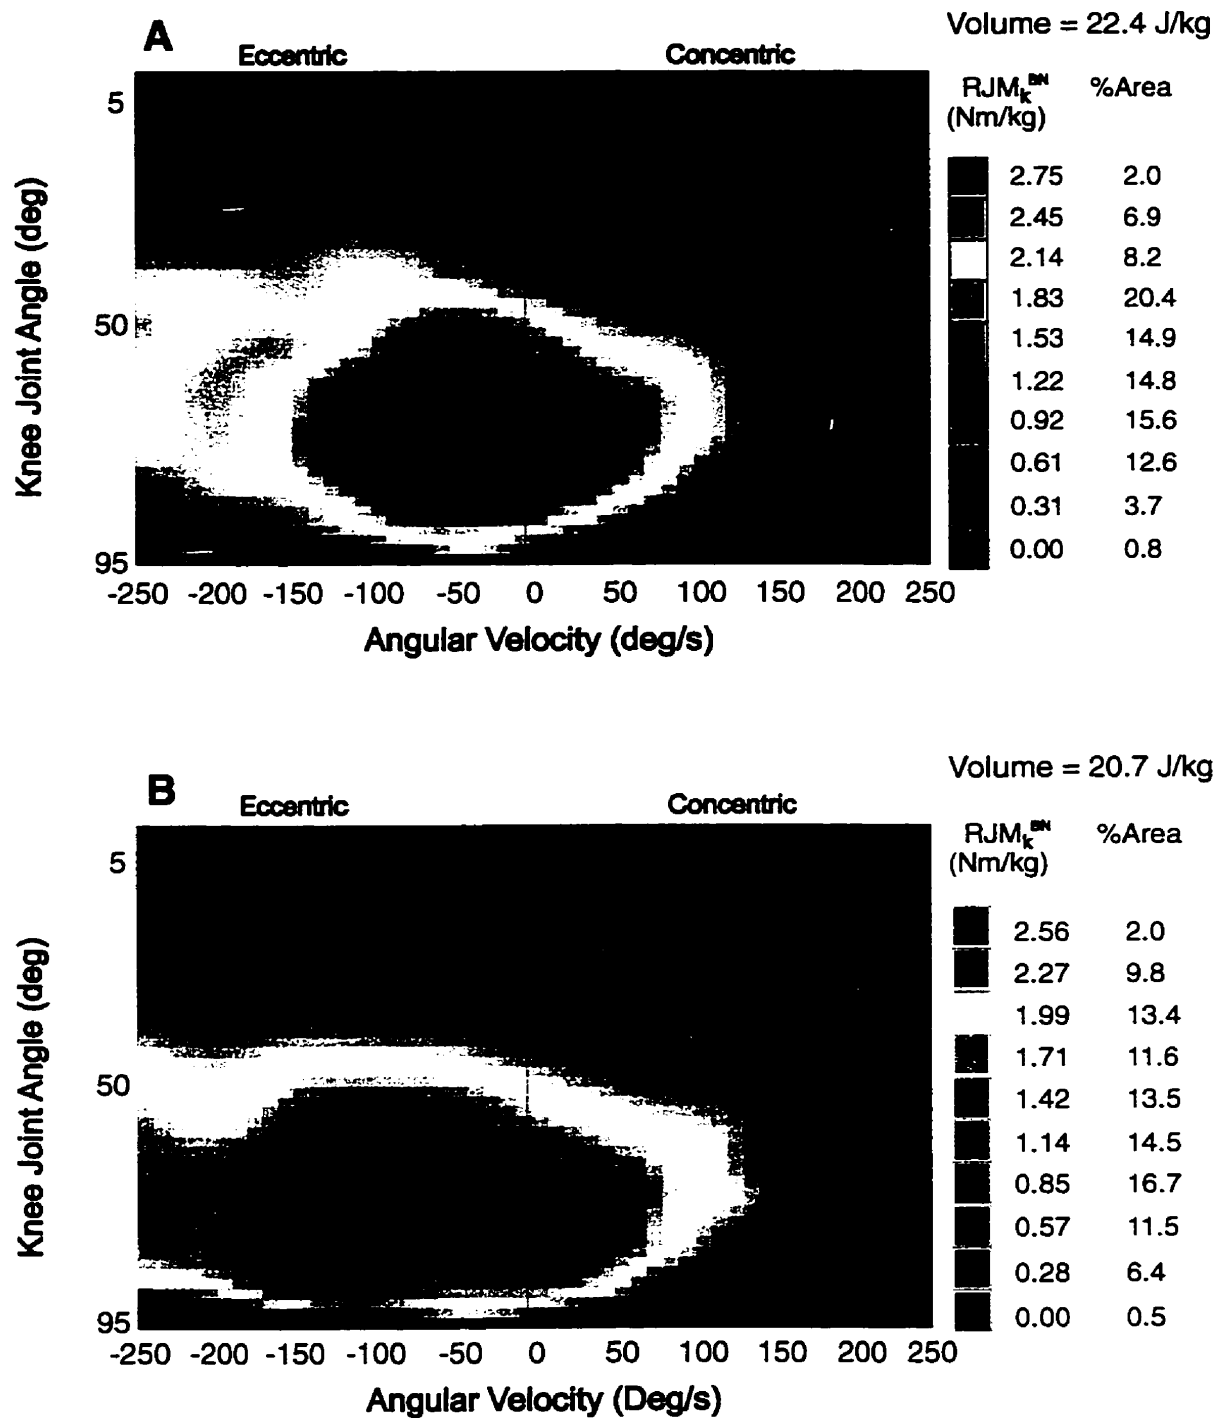 A
Eccentric
Concentric
Volume = 22.4 J/kg
RJMₖᴮᴺ %Area
(Nm/kg)
2.75 2.0
2.45 6.9
2.14 8.2
1.83 20.4
1.53 14.9
1.22 14.8
0.92 15.6
0.61 12.6
0.31 3.7
0.00 0.8
Knee Joint Angle (deg)
5
50
95
-250 -200 -150 -100 -50 0 50 100 150 200 250
Angular Velocity (deg/s)
B
Eccentric
Concentric
Volume = 20.7 J/kg
RJMₖᴮᴺ %Area
(Nm/kg)
2.56 2.0
2.27 9.8
1.99 13.4
1.71 11.6
1.42 13.5
1.14 14.5
0.85 16.7
0.57 11.5
0.28 6.4
0.00 0.5
Knee Joint Angle (deg)
5
50
95
-250 -200 -150 -100 -50 0 50 100 150 200 250
Angular Velocity (Deg/s)